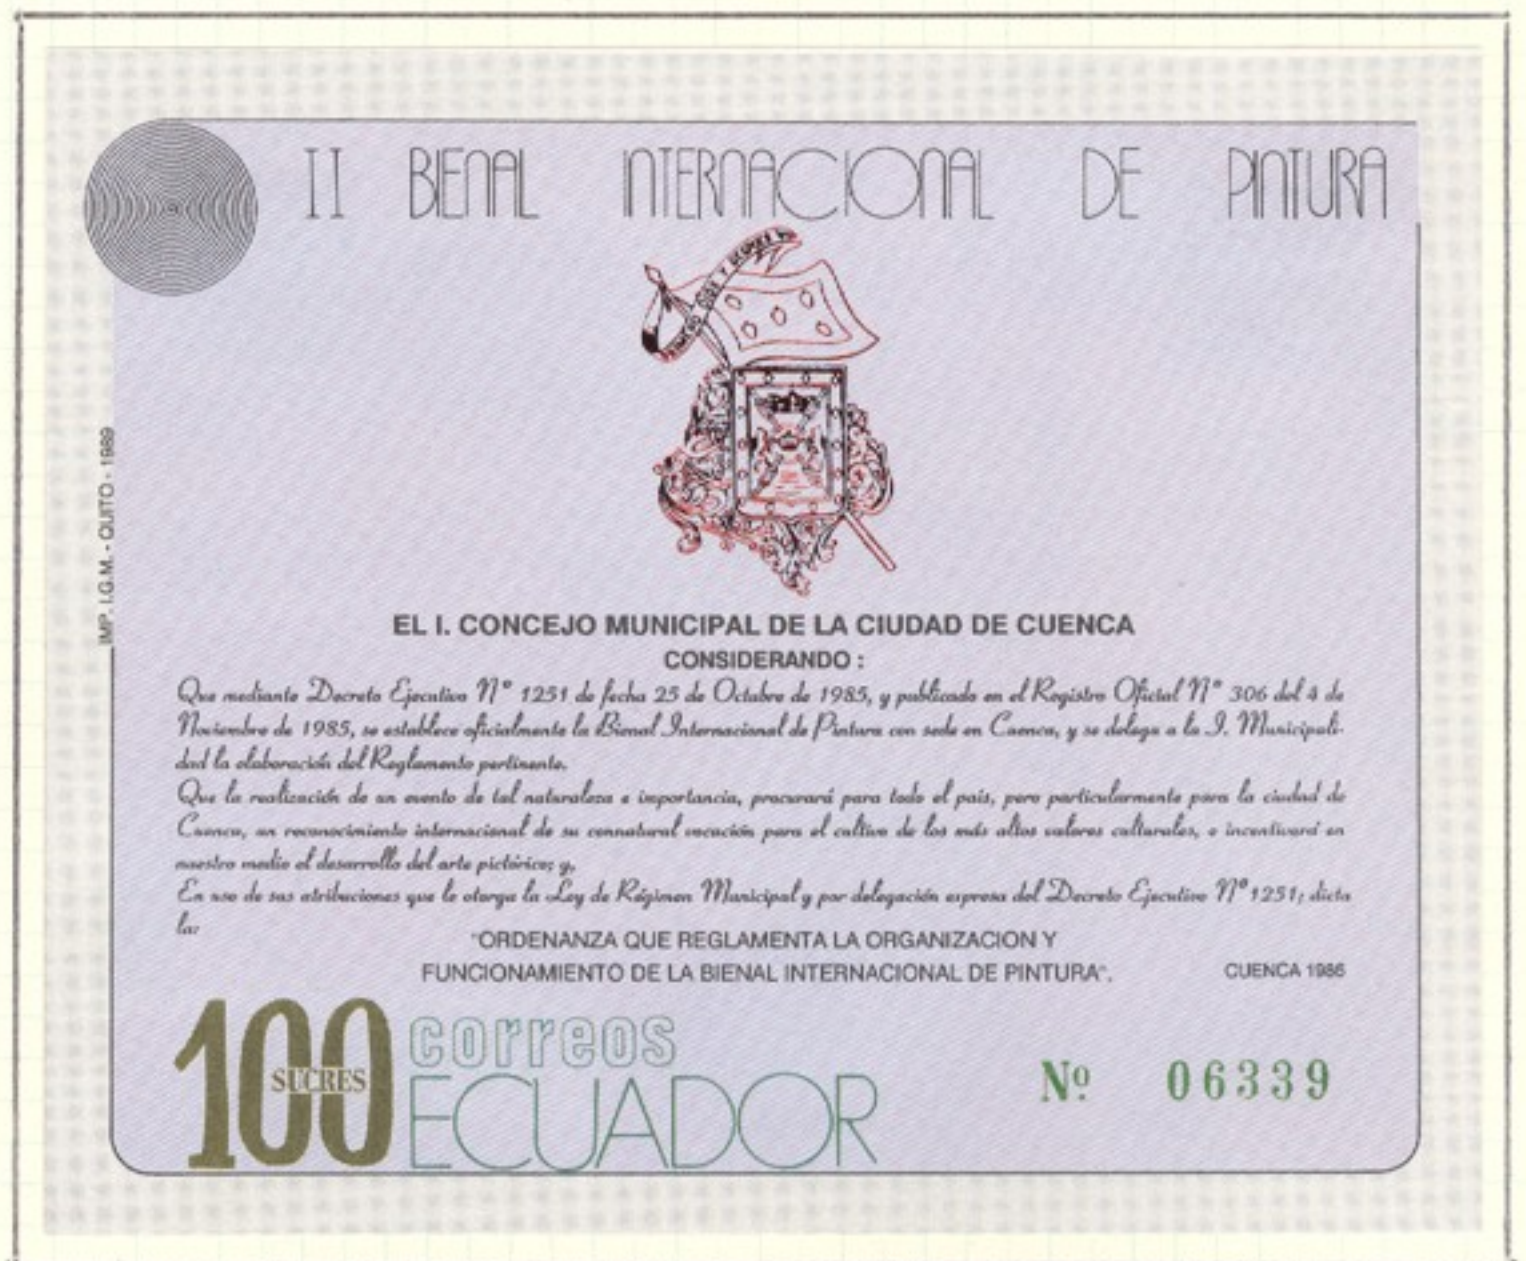 II BIENAL INTERNACIONAL DE PINTURA
PRIMERO DIOS Y DESPUES VOS
IMP. I.G.M. - QUITO - 1989
EL I. CONCEJO MUNICIPAL DE LA CIUDAD DE CUENCA
CONSIDERANDO :
Que mediante Decreto Ejecutivo Nº 1251 de fecha 25 de Octubre de 1985, y publicado en el Registro Oficial Nº 306 del 4 de
Noviembre de 1985, se establece oficialmente la Bienal Internacional de Pintura con sede en Cuenca, y se delega a la I. Municipali-
dad la elaboración del Reglamento pertinente.
Que la realización de un evento de tal naturaleza e importancia, procurará para todo el país, pero particularmente para la ciudad de
Cuenca, un reconocimiento internacional de su connatural vocación para el cultivo de los más altos valores culturales, e incentivará en
nuestro medio el desarrollo del arte pictórico; y,
En uso de sus atribuciones que le otorga la Ley de Régimen Municipal y por delegación expresa del Decreto Ejecutivo Nº 1251; dicta
la:
"ORDENANZA QUE REGLAMENTA LA ORGANIZACION Y
FUNCIONAMIENTO DE LA BIENAL INTERNACIONAL DE PINTURA".
CUENCA 1986
100 SUCRES
correos
ECUADOR
Nº 06339